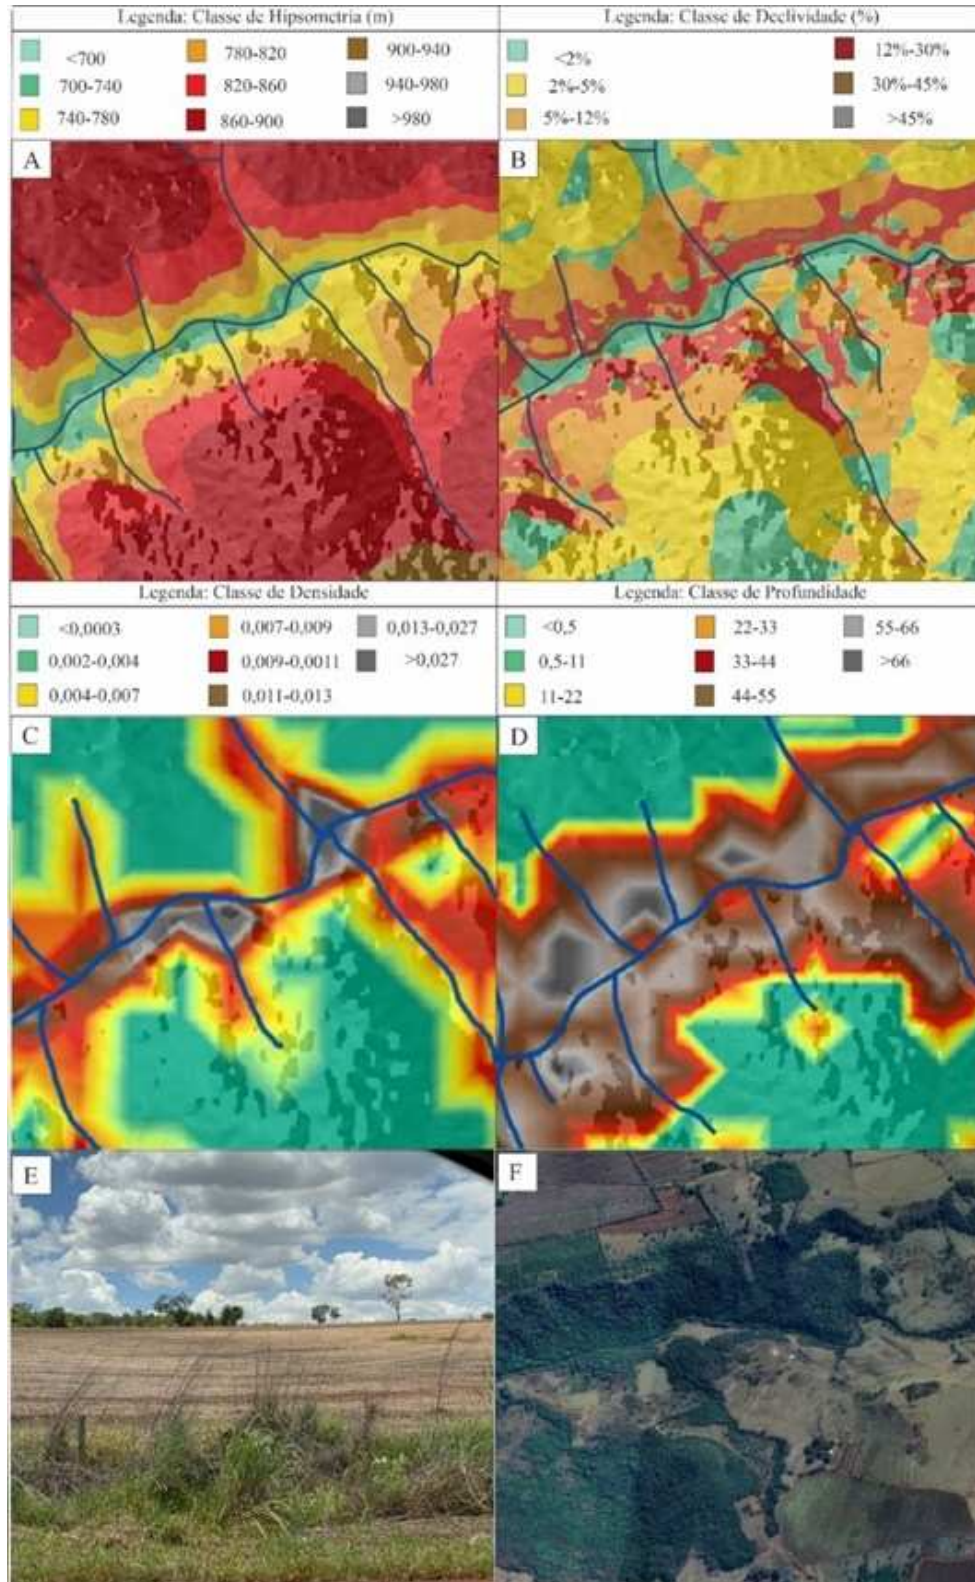 Legenda: Classe de Hipsometria (m)
<700 780-820 900-940
700-740 820-860 940-980
740-780 860-900 >980
Legenda: Classe de Declividade (%)
<2% 12%-30%
2%-5% 30%-45%
5%-12% >45%
A
B
Legenda: Classe de Densidade
<0,0003 0,007-0,009 0,013-0,027
0,002-0,004 0,009-0,0011 >0,027
0,004-0,007 0,011-0,013
Legenda: Classe de Profundidade
<0,5 22-33 55-66
0,5-11 33-44 >66
11-22 44-55
C
D
E
F